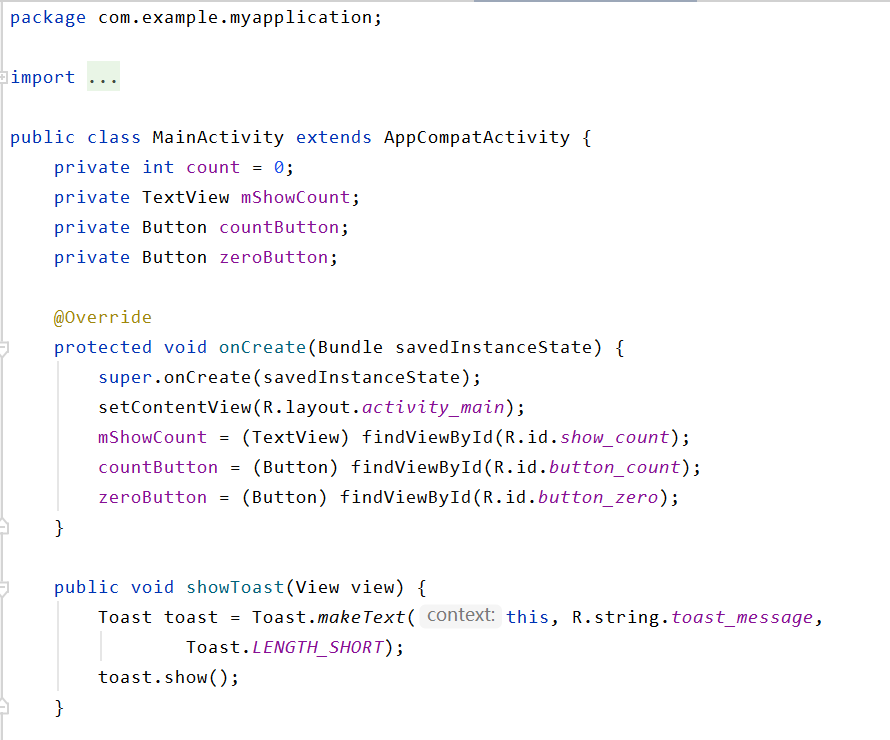 package com.example.myapplication;
import ...
public class MainActivity extends AppCompatActivity {
private int count = 0;
private TextView mShowCount;
private Button countButton;
private Button zeroButton;
@Override
protected void onCreate(Bundle savedInstanceState) {
super.onCreate(savedInstanceState);
setContentView(R.layout.activity_main);
mShowCount = (TextView) findViewById(R.id.show_count);
countButton = (Button) findViewById(R.id.button_count);
zeroButton = (Button) findViewById(R.id.button_zero);
}
public void showToast(View view) {
Toast toast = Toast.makeText( context: this, R.string.toast_message,
Toast.LENGTH_SHORT);
toast.show();
}